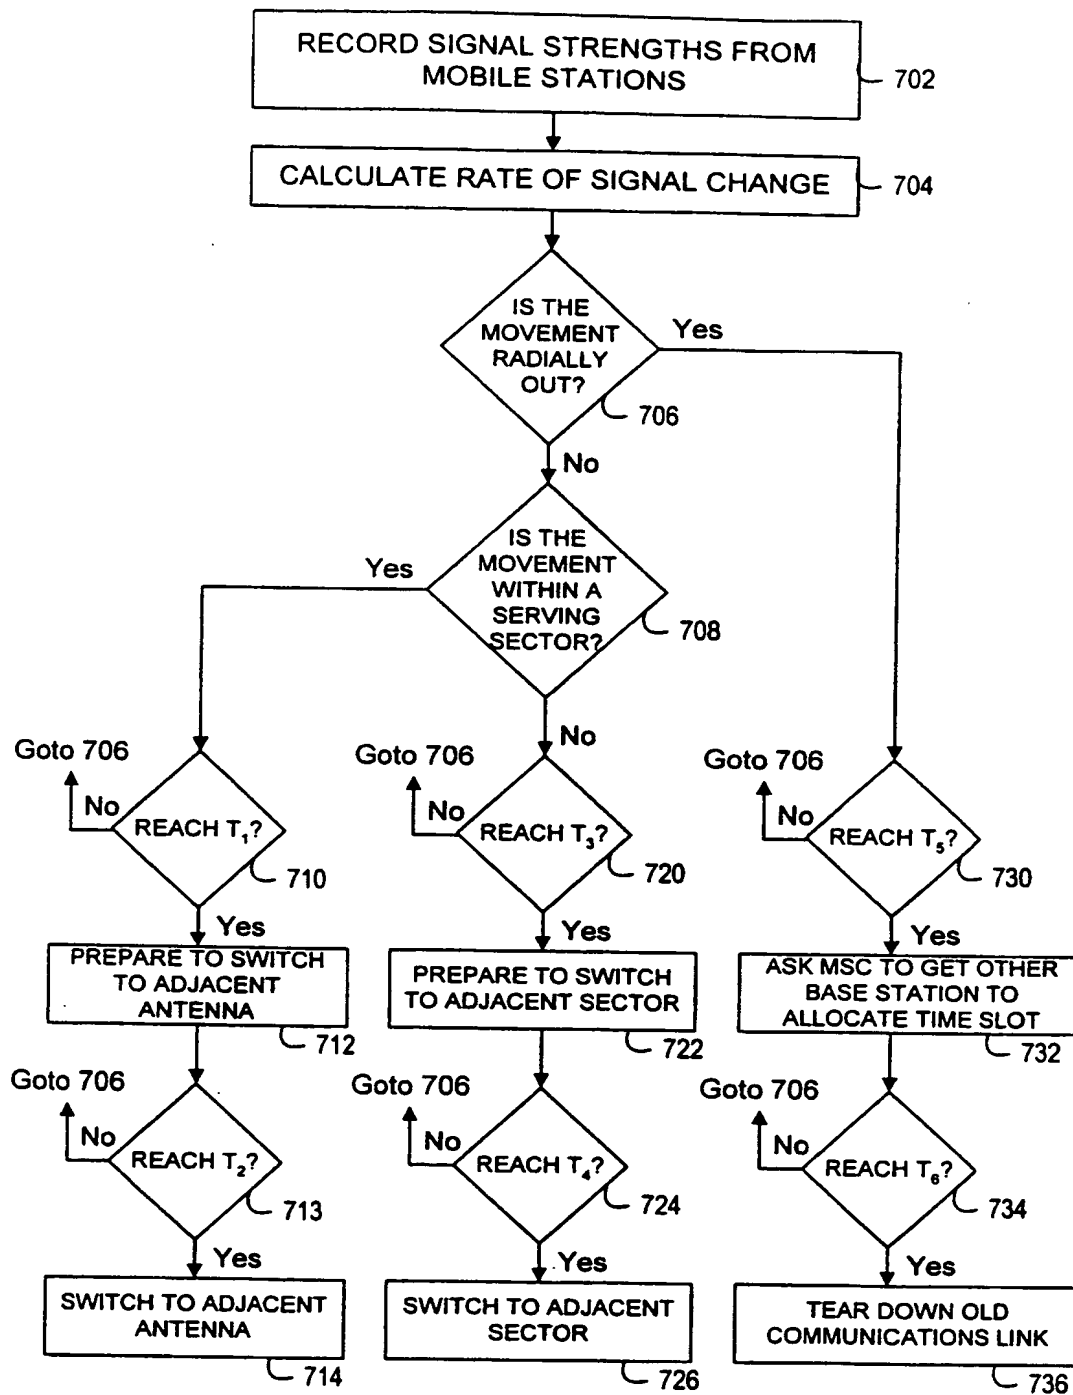 RECORD SIGNAL STRENGTHS FROM
MOBILE STATIONS
702
CALCULATE RATE OF SIGNAL CHANGE
704
IS THE
MOVEMENT
RADIALLY
OUT?
Yes
706
No
IS THE
MOVEMENT
WITHIN A
SERVING
SECTOR?
Yes
708
No
Goto 706
No
REACH T₁?
710
Yes
PREPARE TO SWITCH
TO ADJACENT
ANTENNA
712
Goto 706
No
REACH T₂?
713
Yes
SWITCH TO ADJACENT
ANTENNA
714
Goto 706
No
REACH T₃?
720
Yes
PREPARE TO SWITCH
TO ADJACENT SECTOR
722
Goto 706
No
REACH T₄?
724
Yes
SWITCH TO ADJACENT
SECTOR
726
Goto 706
No
REACH T₅?
730
Yes
ASK MSC TO GET OTHER
BASE STATION TO
ALLOCATE TIME SLOT
732
Goto 706
No
REACH T₆?
734
Yes
TEAR DOWN OLD
COMMUNICATIONS LINK
736